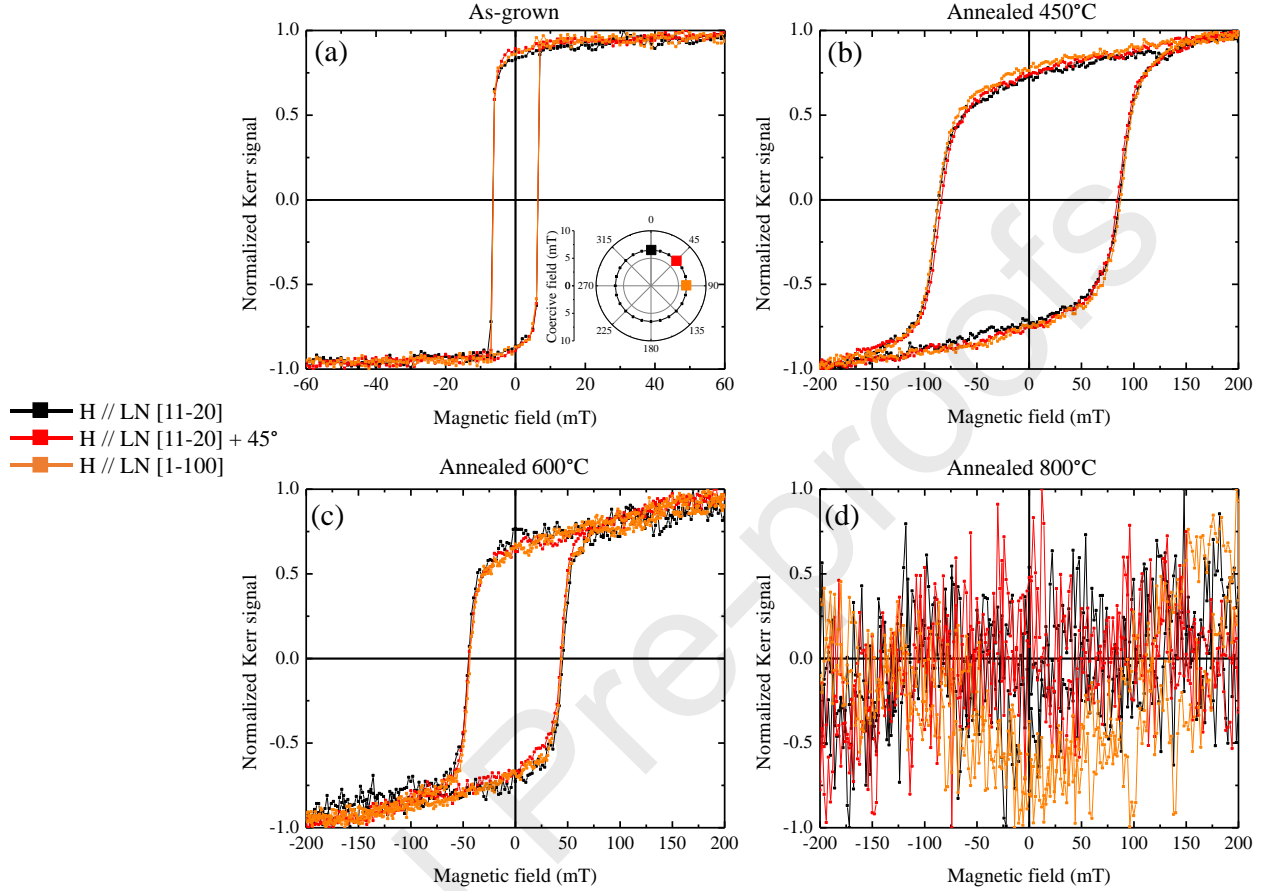 As-grown
(a)
Normalized Kerr signal
1.0
0.5
0.0
-0.5
-1.0
-60 -40 -20 0 20 40 60
Magnetic field (mT)
Coercive field (mT)
10
5
0
5
10
0
45
90
135
180
225
270
315
Annealed 450°C
(b)
Normalized Kerr signal
1.0
0.5
0.0
-0.5
-1.0
-200 -150 -100 -50 0 50 100 150 200
Magnetic field (mT)
H // LN [11-20]
H // LN [11-20] + 45°
H // LN [1-100]
Annealed 600°C
(c)
Normalized Kerr signal
1.0
0.5
0.0
-0.5
-1.0
-200 -150 -100 -50 0 50 100 150 200
Magnetic field (mT)
Annealed 800°C
(d)
Normalized Kerr signal
1.0
0.5
0.0
-0.5
-1.0
-200 -150 -100 -50 0 50 100 150 200
Magnetic field (mT)
Pre-proofs